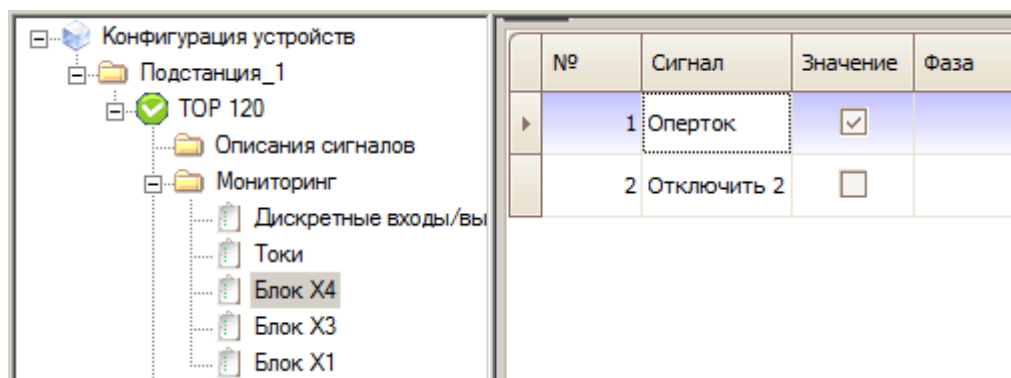 Конфигурация устройств
Подстанция_1
ТОР 120
Описания сигналов
Мониторинг
Дискретные входы/вы
Токи
Блок X4
Блок X3
Блок X1
№ Сигнал Значение Фаза
1 Оперток
2 Отключить 2